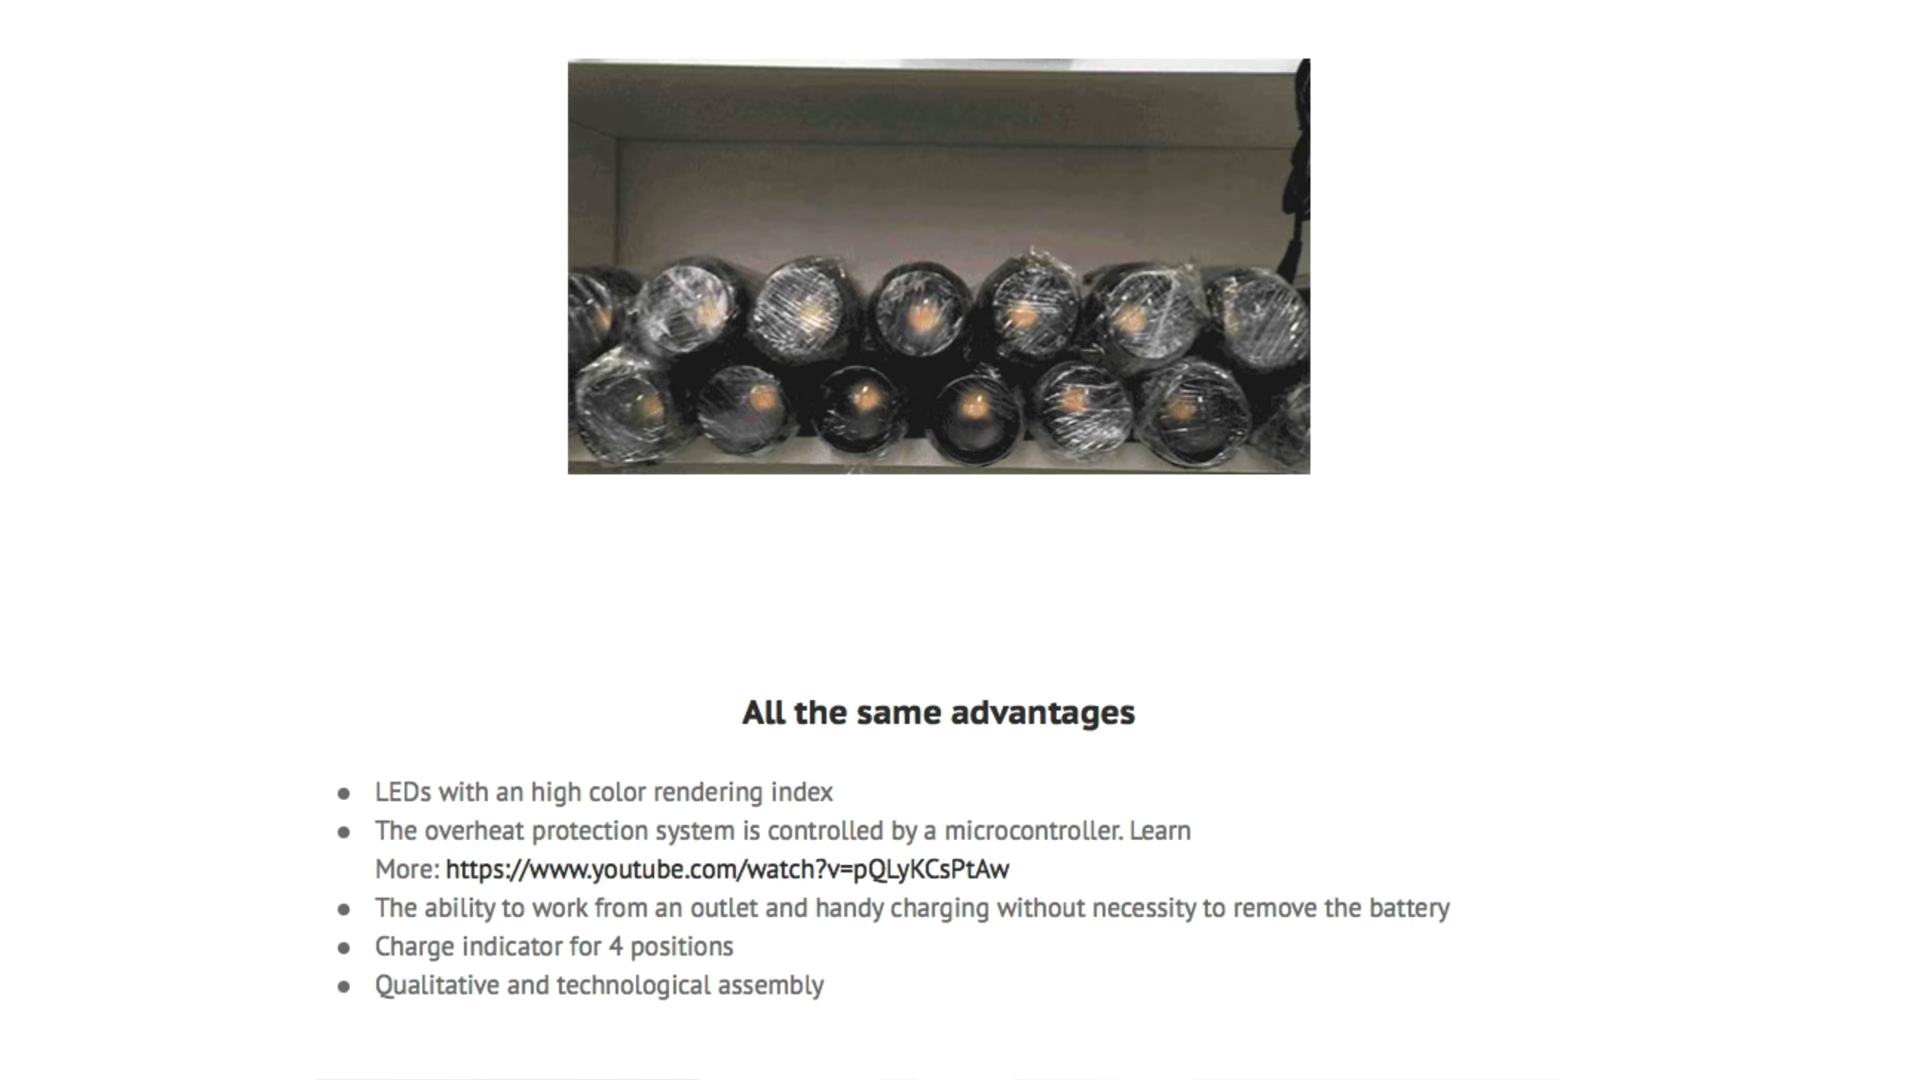 All the same advantages
● LEDs with an high color rendering index
● The overheat protection system is controlled by a microcontroller. Learn
More: https://www.youtube.com/watch?v=pQLyKCsPtAw
● The ability to work from an outlet and handy charging without necessity to remove the battery
● Charge indicator for 4 positions
● Qualitative and technological assembly